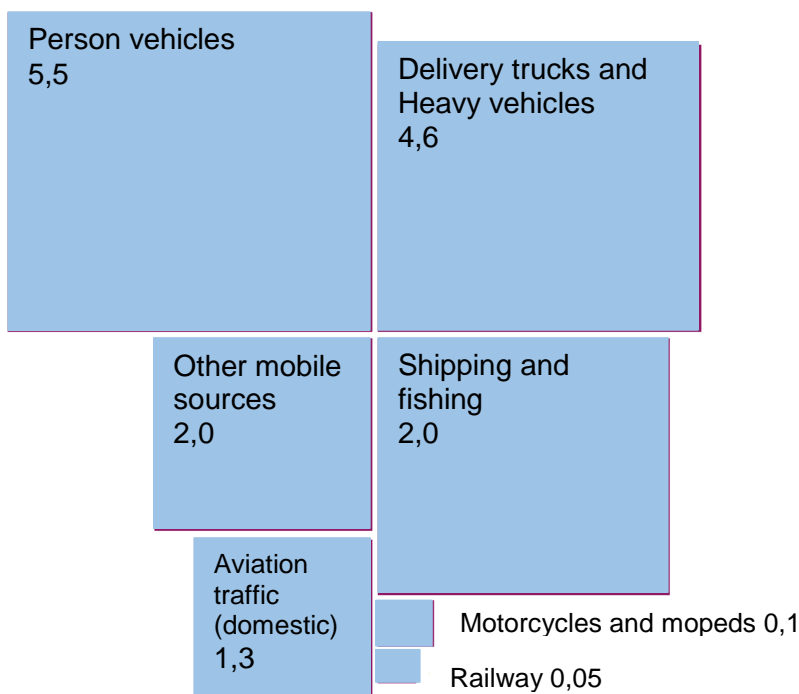 Person vehicles
5,5
Delivery trucks and
Heavy vehicles
4,6
Other mobile
sources
2,0
Shipping and
fishing
2,0
Aviation
traffic
(domestic)
1,3
Motorcycles and mopeds 0,1
Railway 0,05